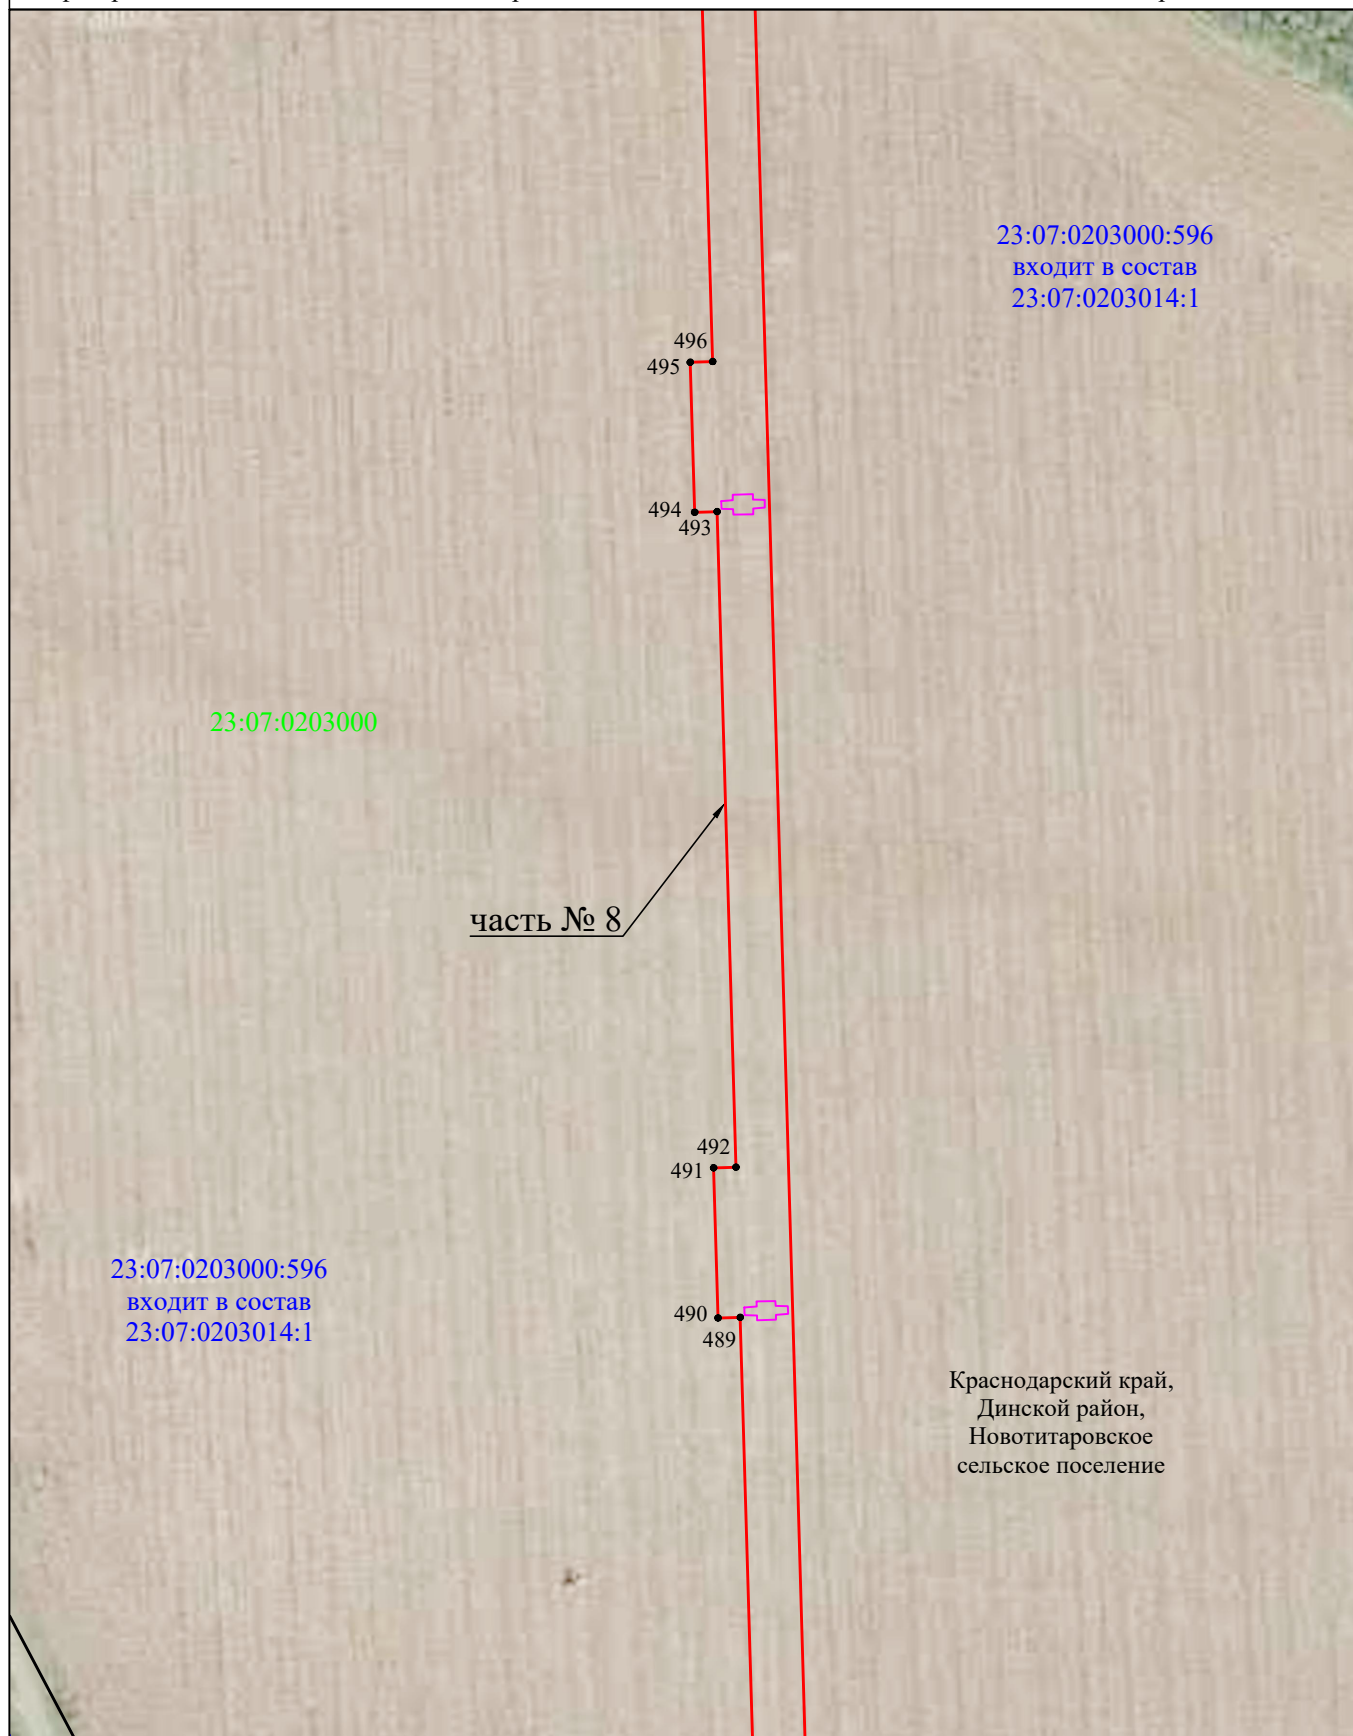 23:07:0203000:596
входит в состав
23:07:0203014:1
496
495
494
493
23:07:0203000
часть № 8
492
491
23:07:0203000:596
входит в состав
23:07:0203014:1
490
489
Краснодарский край,
Динской район,
Новотитаровское
сельское поселение